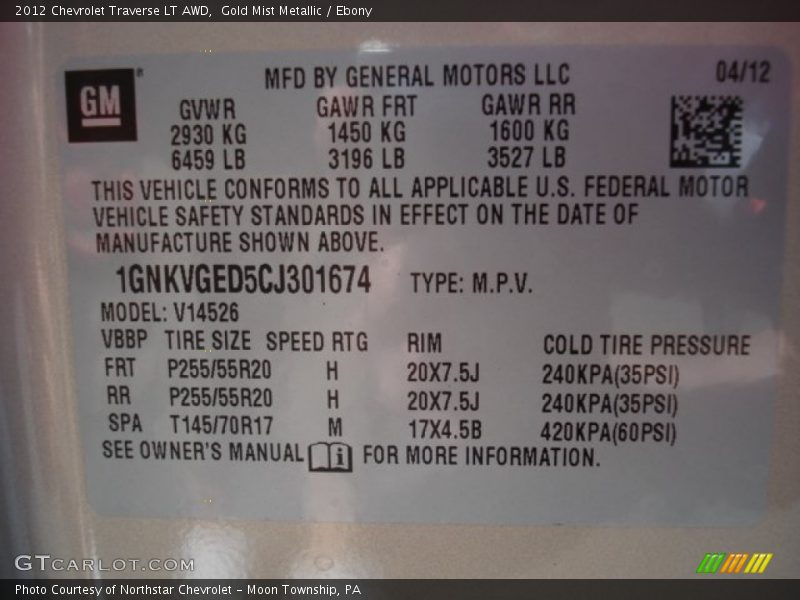 2012 Chevrolet Traverse LT AWD, Gold Mist Metallic / Ebony
GM
MFD BY GENERAL MOTORS LLC 04/12
GVWR GAWR FRT GAWR RR
2930 KG 1450 KG 1600 KG
6459 LB 3196 LB 3527 LB
THIS VEHICLE CONFORMS TO ALL APPLICABLE U.S. FEDERAL MOTOR
VEHICLE SAFETY STANDARDS IN EFFECT ON THE DATE OF
MANUFACTURE SHOWN ABOVE.
1GNKVGED5CJ301674 TYPE: M.P.V.
MODEL: V14526
VBBP TIRE SIZE SPEED RTG RIM COLD TIRE PRESSURE
FRT P255/55R20 H 20X7.5J 240KPA(35PSI)
RR P255/55R20 H 20X7.5J 240KPA(35PSI)
SPA T145/70R17 M 17X4.5B 420KPA(60PSI)
SEE OWNER'S MANUAL i FOR MORE INFORMATION.
GTCARLOT.COM
Photo Courtesy of Northstar Chevrolet - Moon Township, PA